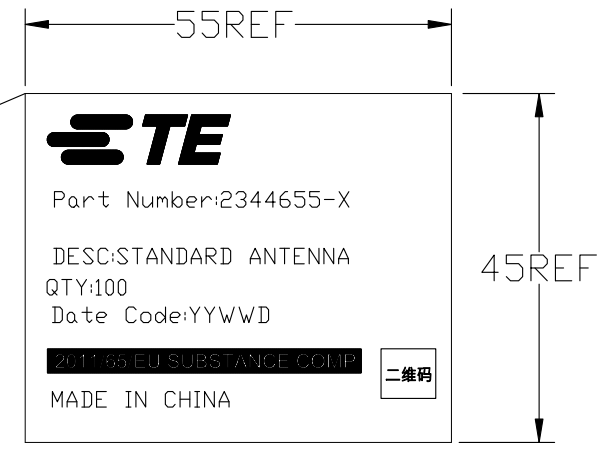 55REF
TE
Part Number:2344655-X
45REF
DESC:STANDARD ANTENNA
QTY:100
Date Code:YYWWD
2011/65/EU SUBSTANCE COMP
二维码
MADE IN CHINA